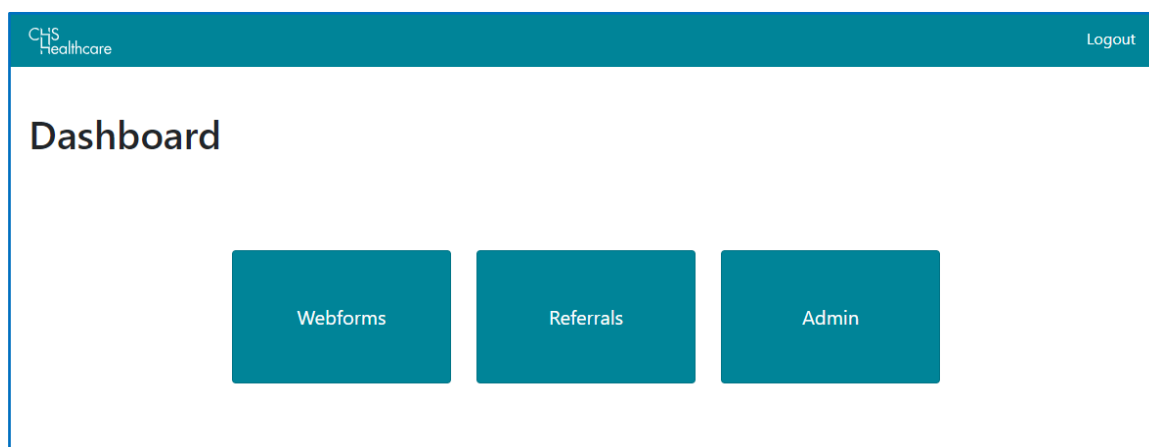 CHS
Healthcare
Logout
Dashboard
Webforms
Referrals
Admin